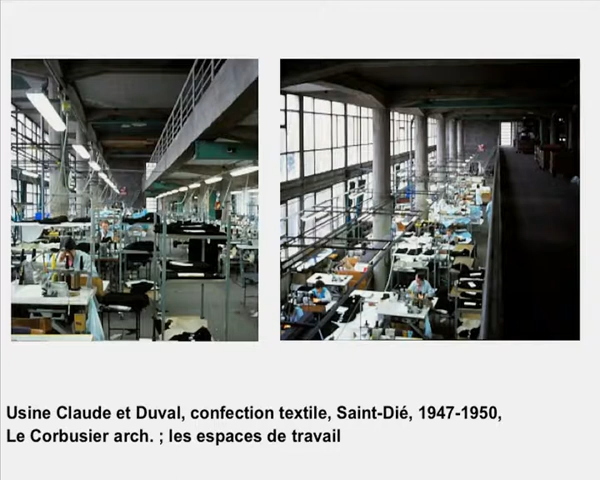 Usine Claude et Duval, confection textile, Saint-Dié, 1947-1950,
Le Corbusier arch. ; les espaces de travail